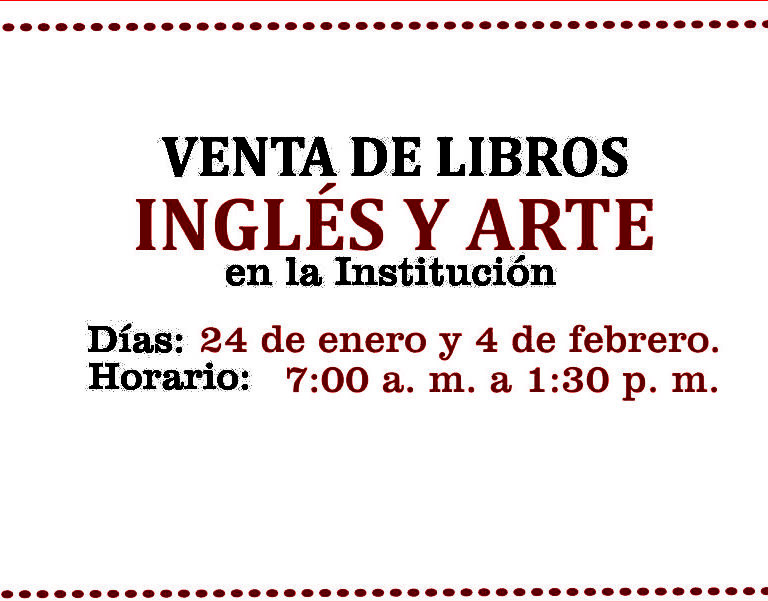 VENTA DE LIBROS
INGLÉS Y ARTE
en la Institución
Días: 24 de enero y 4 de febrero.
Horario: 7:00 a. m. a 1:30 p. m.